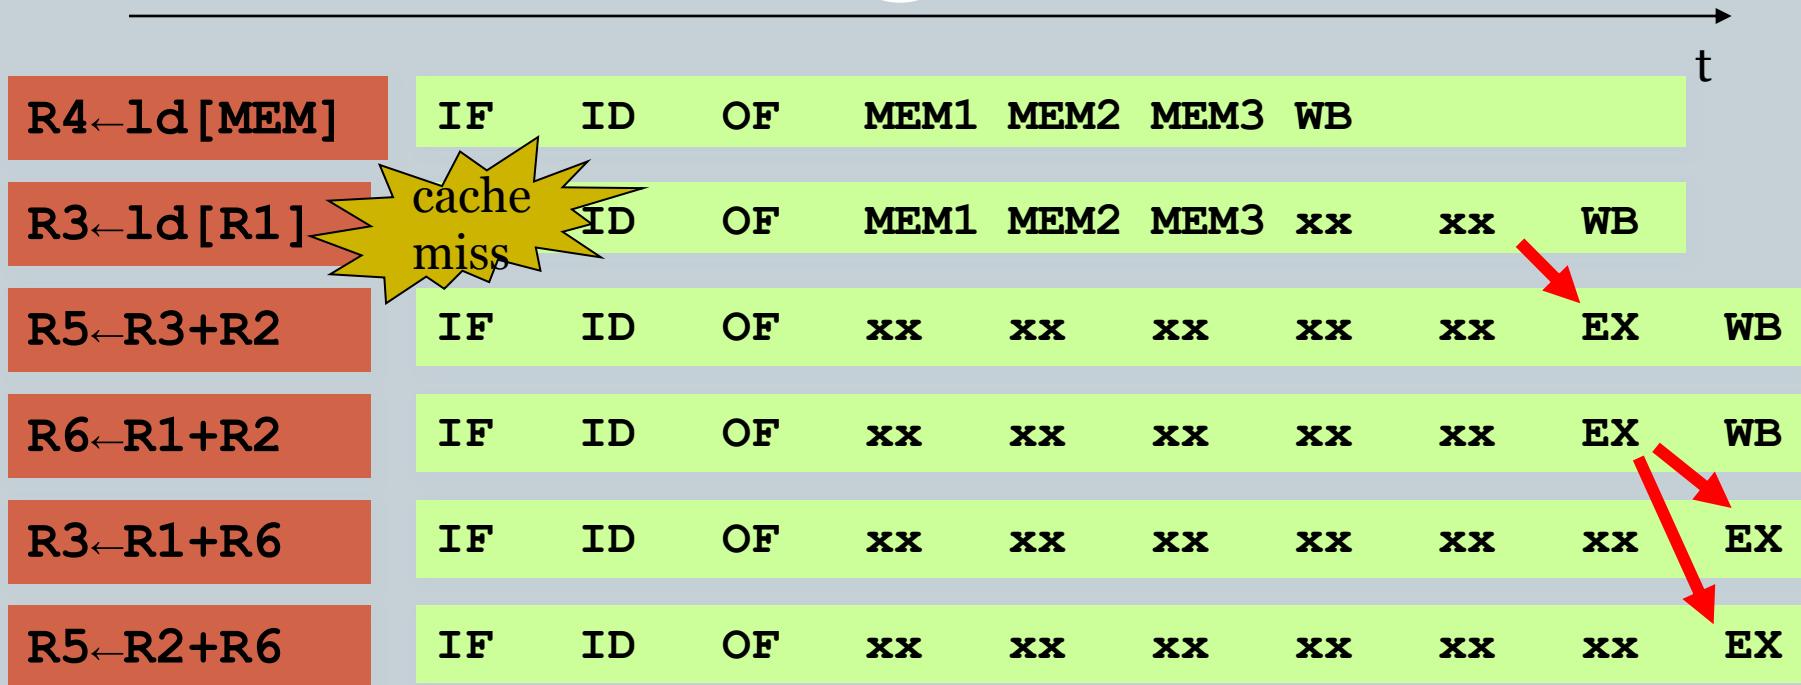 t
R4←ld[MEM] IF ID OF MEM1 MEM2 MEM3 WB
cache
miss
R3←ld[R1] ID OF MEM1 MEM2 MEM3 xx xx WB
R5←R3+R2 IF ID OF xx xx xx xx xx EX WB
R6←R1+R2 IF ID OF xx xx xx xx xx EX WB
R3←R1+R6 IF ID OF xx xx xx xx xx xx EX
R5←R2+R6 IF ID OF xx xx xx xx xx xx EX